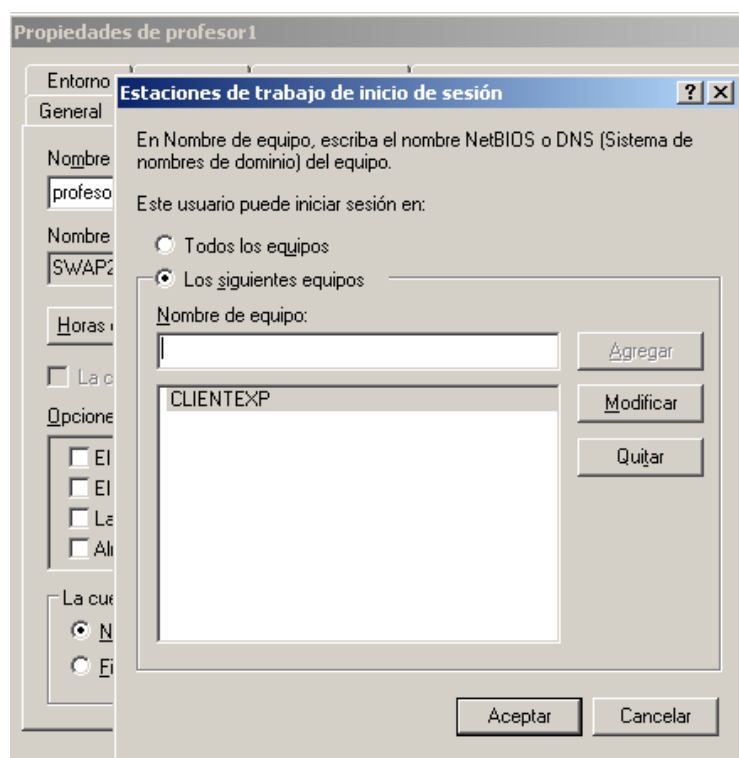 Propiedades de profesor1
Entorno
General
Estaciones de trabajo de inicio de sesión
En Nombre de equipo, escriba el nombre NetBIOS o DNS (Sistema de
nombres de dominio) del equipo.
Este usuario puede iniciar sesión en:
Todos los equipos
Los siguientes equipos
Nombre de equipo:
Agregar
CLIENTEXP
Modificar
Quitar
Aceptar
Cancelar
Nombre
profeso
Nombre
SWAP2
Horas
La c
Opcione
El
El
La
Al
La cue
N
Fi